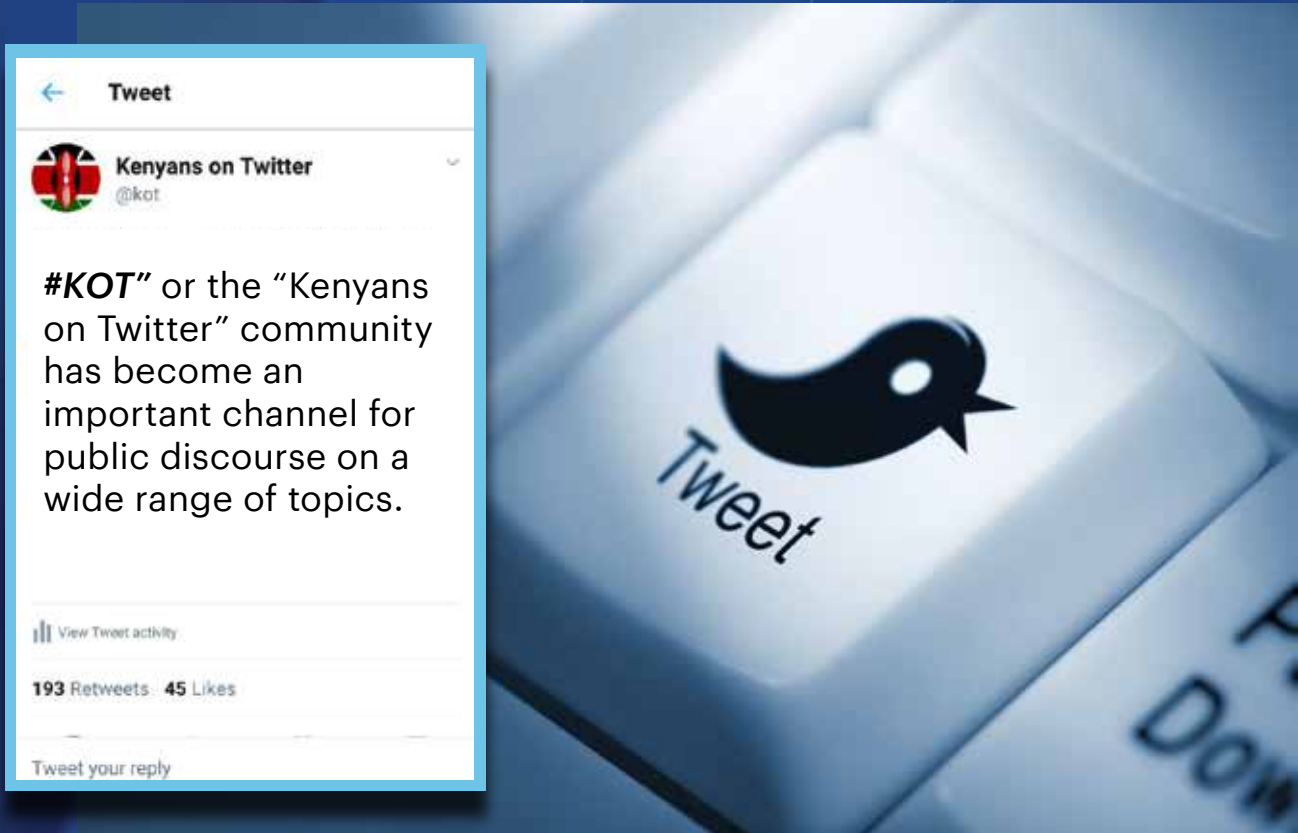 Tweet
Kenyans on Twitter
@kot
#KOT” or the “Kenyans
on Twitter” community
has become an
important channel for
public discourse on a
wide range of topics.
View Tweet activity
193 Retweets 45 Likes
Tweet your reply
Tweet